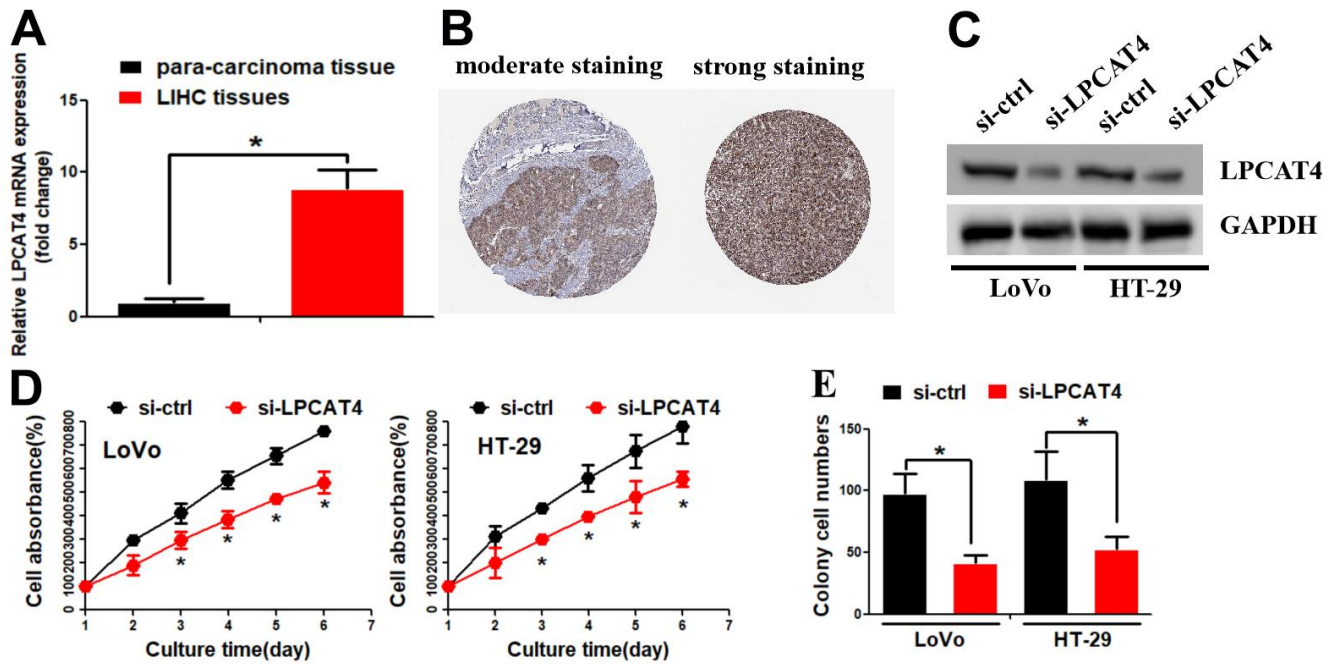 A
Relative LPCAT4 mRNA expression
(fold change)
para-carcinoma tissue
LIHC tissues
15
10
5
0
*
B
moderate staining
strong staining
C
si-ctrl
si-LPCAT4
si-ctrl
si-LPCAT4
LPCAT4
GAPDH
LoVo
HT-29
D
si-ctrl
si-LPCAT4
LoVo
Cell absorbance(%)
0 100200300400500600700800
*
*
*
*
1 2 3 4 5 6 7
Culture time(day)
si-ctrl
si-LPCAT4
HT-29
Cell absorbance(%)
0 100200300400500600700800
*
*
*
*
1 2 3 4 5 6 7
Culture time(day)
E
si-ctrl
si-LPCAT4
Colony cell numbers
150
100
50
0
*
*
LoVo
HT-29